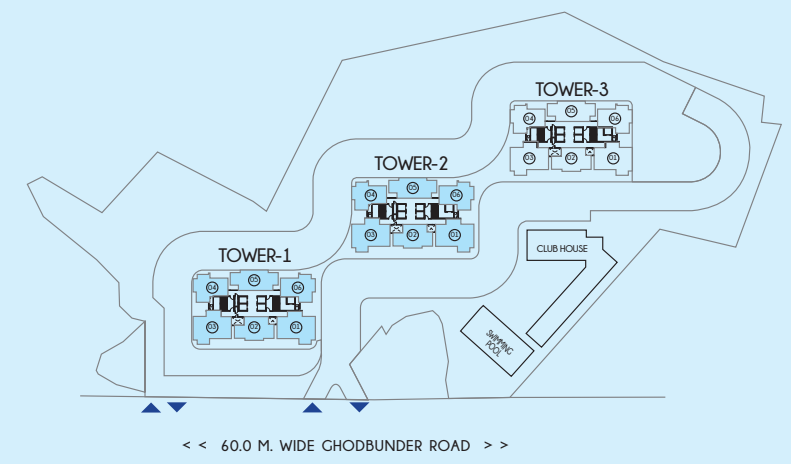 TOWER-3
05
04
06
03
02
01
TOWER-2
05
04
06
03
02
01
TOWER-1
05
04
06
03
02
01
CLUB HOUSE
SWIMMING
POOL
< < 60.0 M. WIDE GHODBUNDER ROAD > >